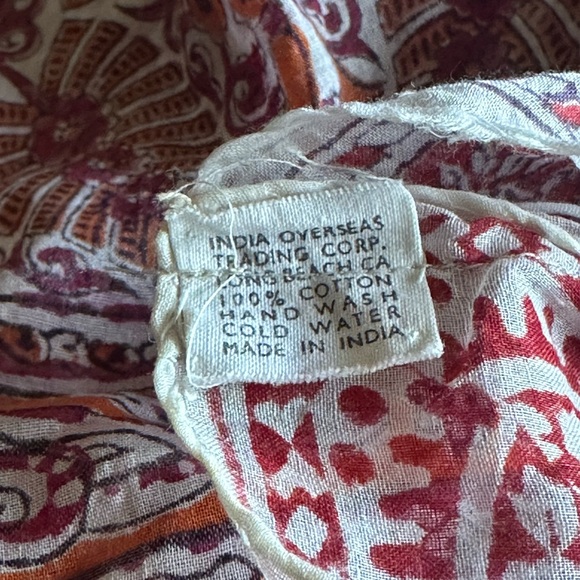 INDIA OVERSEAS
TRADING CORP.
LONG BEACH CA.
100% COTTON
HAND WASH
COLD WATER
MADE IN INDIA